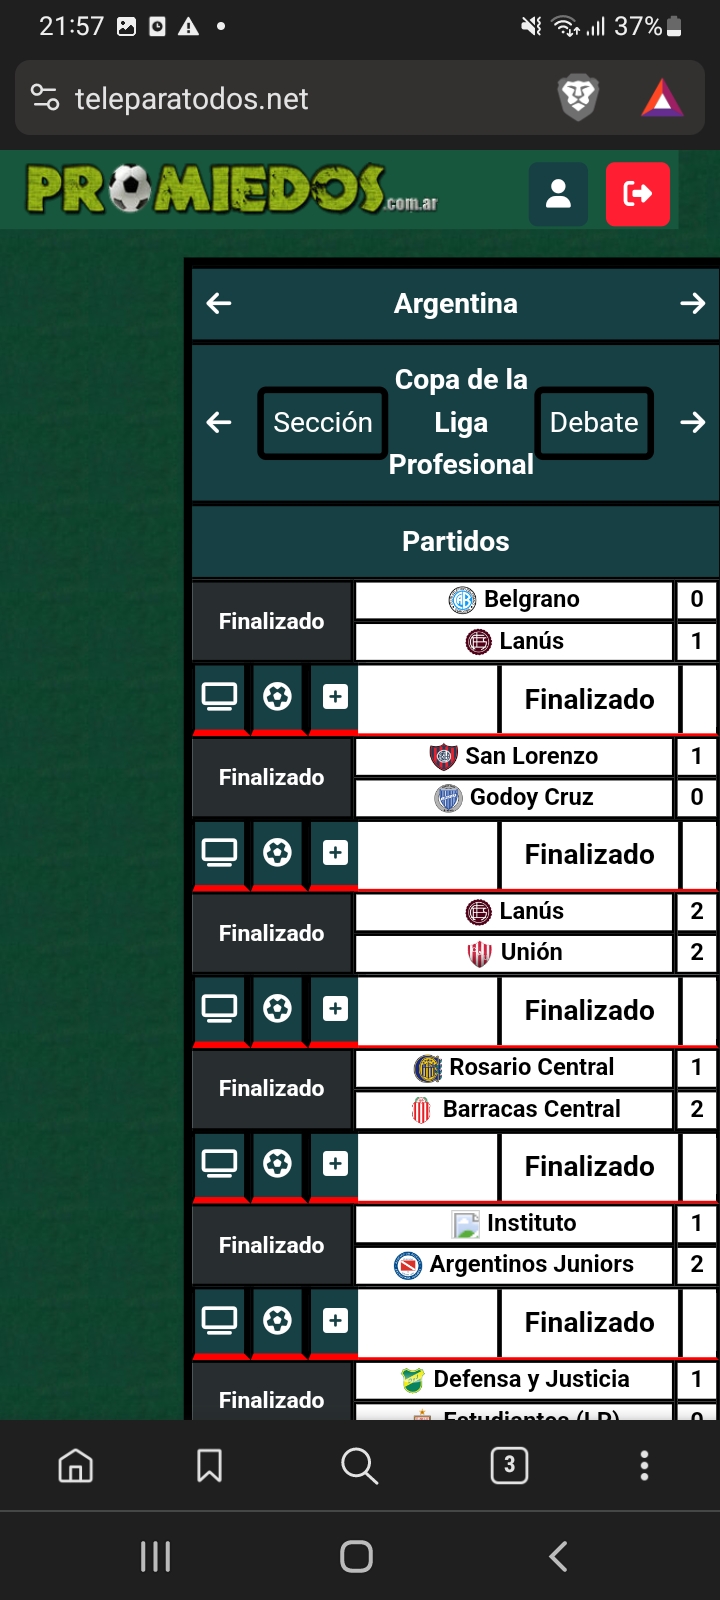 21:57 37%
teleparatodos.net
PROMIEDOS.com.ar
Argentina
Copa de la
Sección Liga Debate
Profesional
Partidos
Finalizado
Belgrano 0
Lanús 1
Finalizado
Finalizado
San Lorenzo 1
Godoy Cruz 0
Finalizado
Finalizado
Lanús 2
Unión 2
Finalizado
Finalizado
Rosario Central 1
Barracas Central 2
Finalizado
Finalizado
Instituto 1
Argentinos Juniors 2
Finalizado
Finalizado
Defensa y Justicia 1
Estudiantes (LP) 0
3